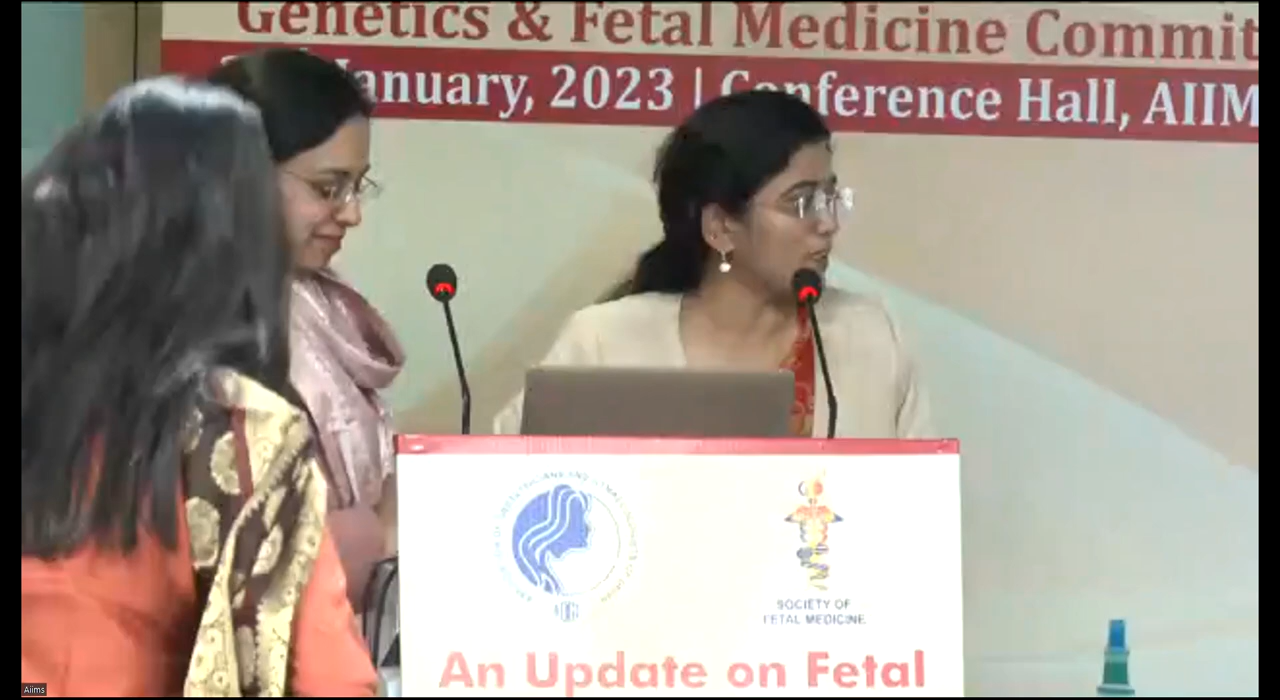 Genetics & Fetal Medicine Commit
January, 2023 | Conference Hall, AIIM
SOCIETY OF
FETAL MEDICINE
An Update on Fetal
Aiims